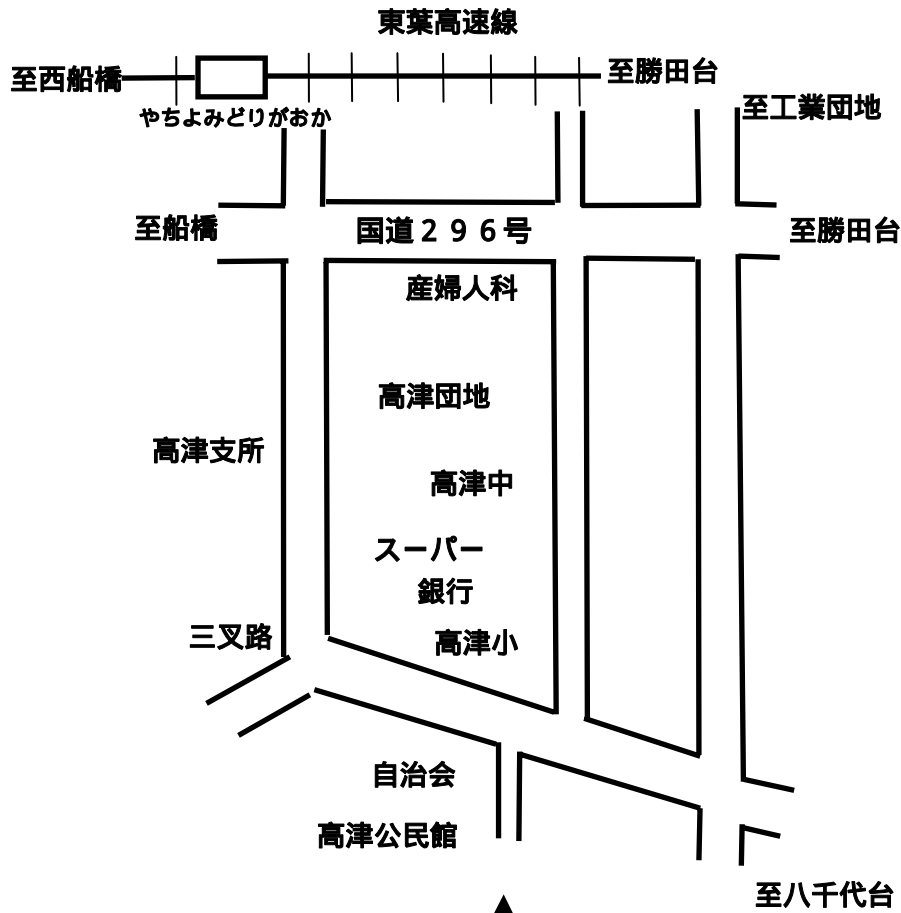 東葉高速線
至西船橋
至勝田台
やちよみどりがおか
至工業団地
至船橋
国道２９６号
至勝田台
産婦人科
高津団地
高津支所
高津中
スーパー
銀行
三叉路
高津小
自治会
高津公民館
至八千代台